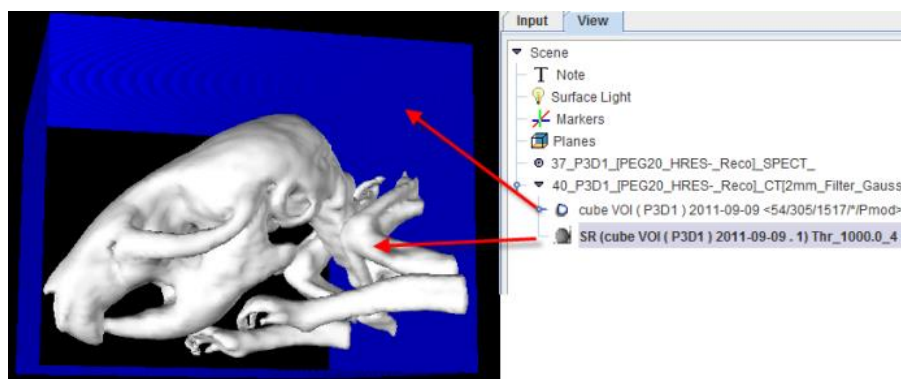 Input View
Scene
Note
Surface Light
Markers
Planes
37_P3D1_[PEG20_HRES-_Reco]_SPECT_
40_P3D1_[PEG20_HRES-_Reco]_CT[2mm_Filter_Gauss
cube VOI ( P3D1 ) 2011-09-09 <54/305/1517/*/Pmod>
SR (cube VOI ( P3D1 ) 2011-09-09 . 1) Thr_1000.0_4